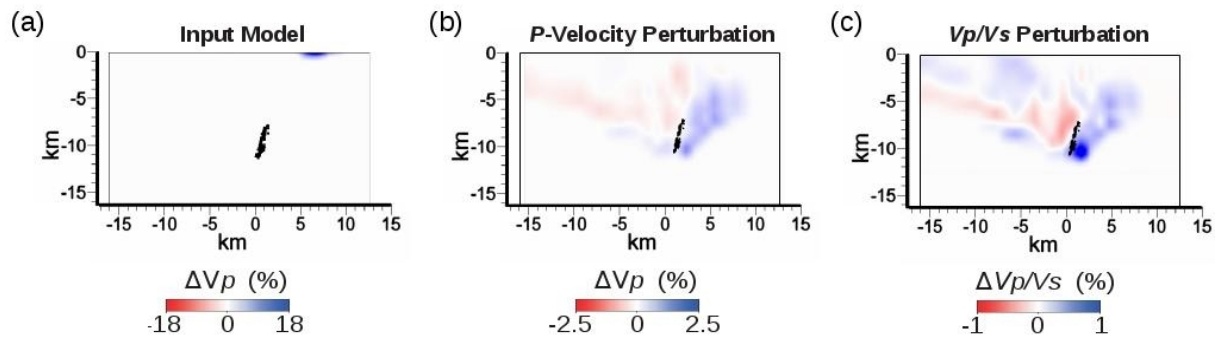 (a)
Input Model
0
-5
-10
-15
km
-15 -10 -5 0 5 10 15
km
ΔVp (%)
-18 0 18
(b)
P-Velocity Perturbation
0
-5
-10
-15
km
-15 -10 -5 0 5 10 15
km
ΔVp (%)
-2.5 0 2.5
(c)
Vp/Vs Perturbation
0
-5
-10
-15
km
-15 -10 -5 0 5 10 15
km
ΔVp/Vs (%)
-1 0 1